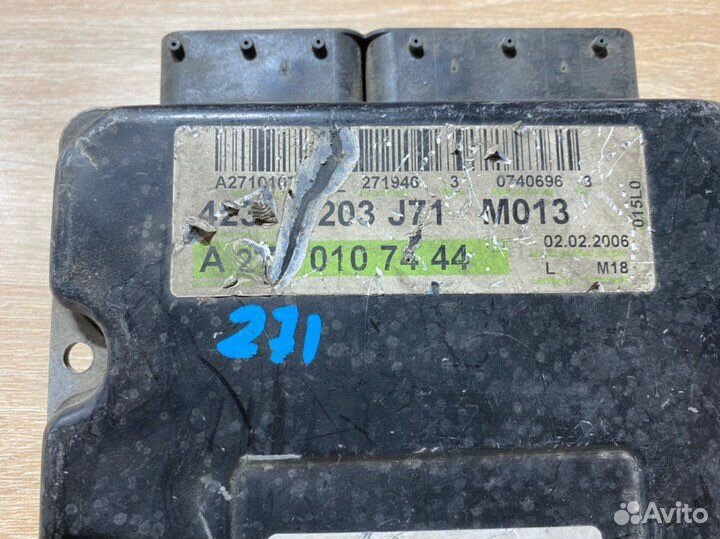 271946 3 0740696 3
203 J71 M013
015L0
02.02.2006
A 010 74 44
L M18
271
Avito